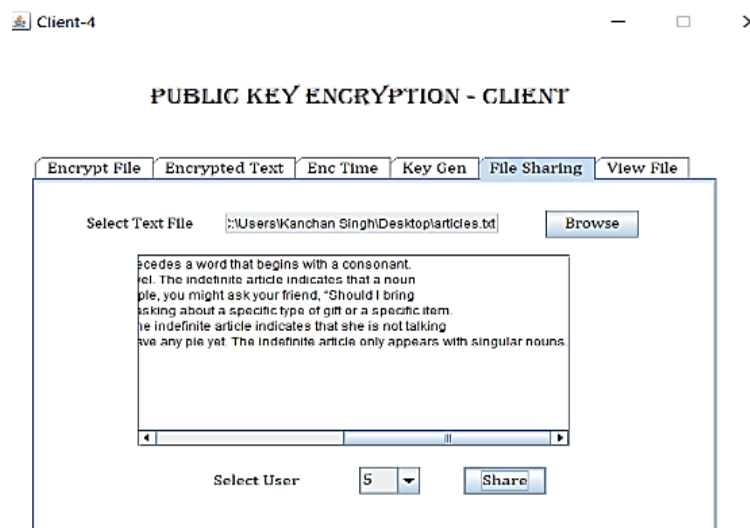 Client-4
PUBLIC KEY ENCRYPTION - CLIENT
Encrypt File Encrypted Text Enc Time Key Gen File Sharing View File
Select Text File :\Users\Kanchan Singh\Desktop\articles.txt Browse
ecedes a word that begins with a consonant.
el. The indefinite article indicates that a noun
ple, you might ask your friend, “Should I bring
asking about a specific type of gift or a specific item.
he indefinite article indicates that she is not talking
ave any pie yet. The indefinite article only appears with singular nouns.
Select User 5 Share